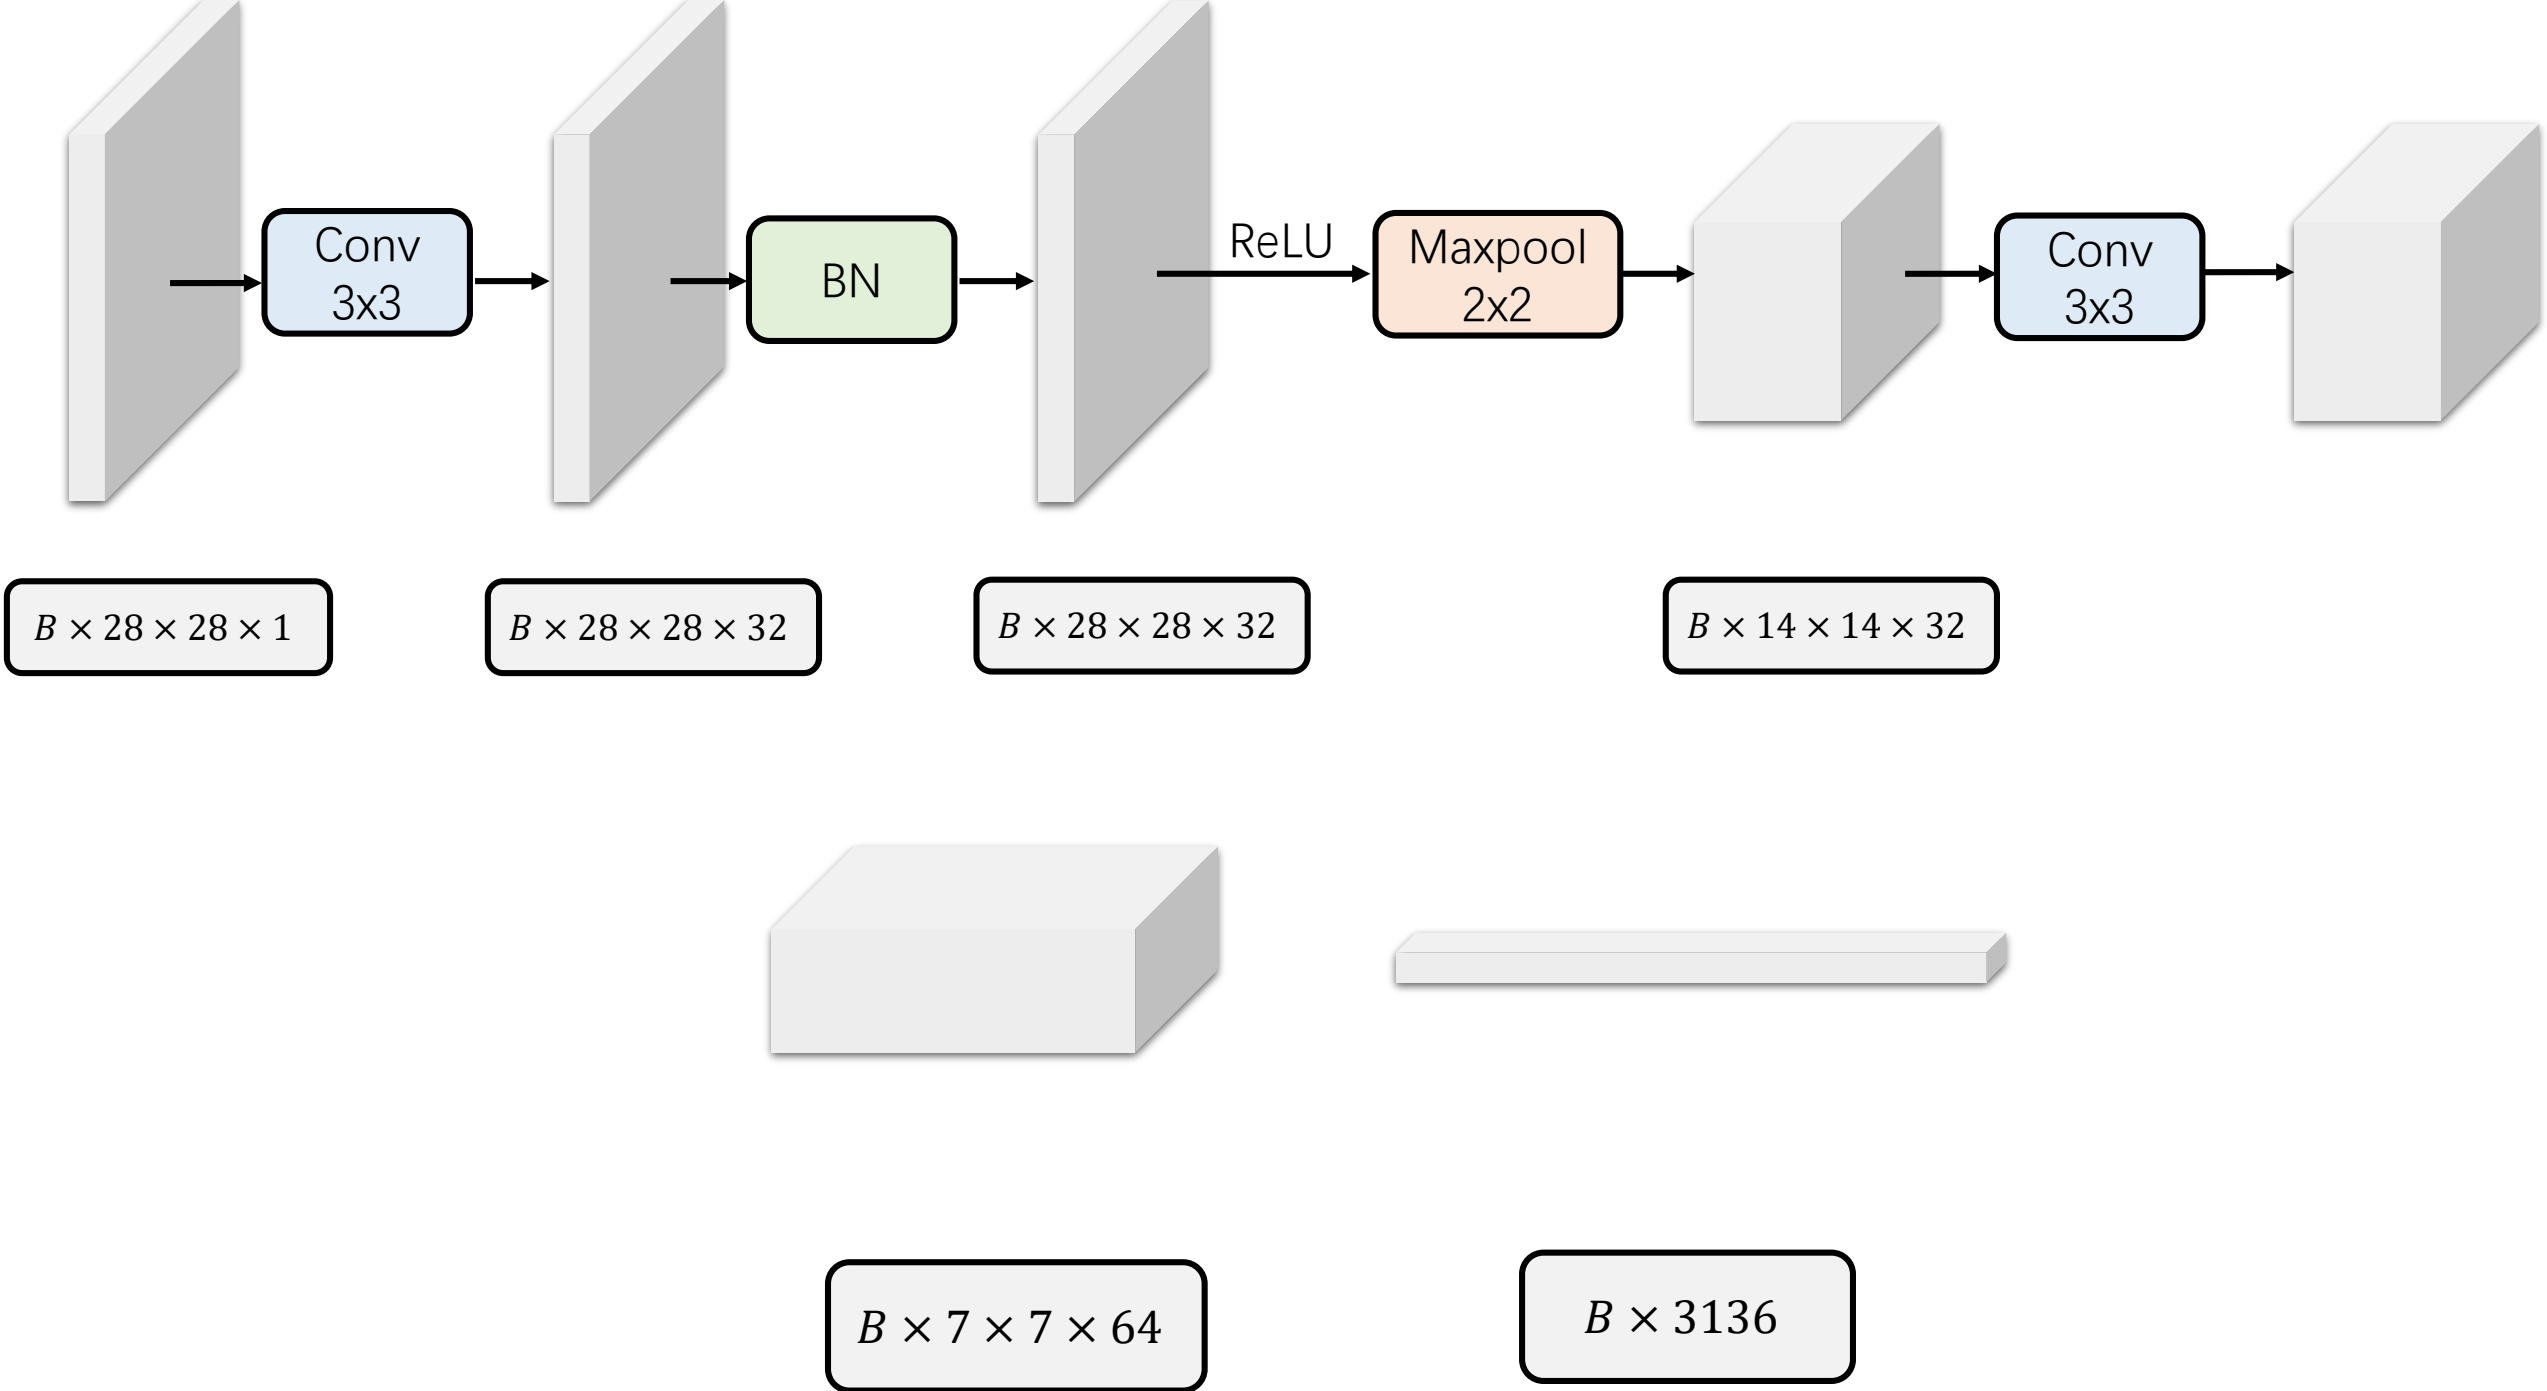 Conv
3x3
BN
ReLU
Maxpool
2x2
Conv
3x3
B × 28 × 28 × 1
B × 28 × 28 × 32
B × 28 × 28 × 32
B × 14 × 14 × 32
B × 7 × 7 × 64
B × 3136